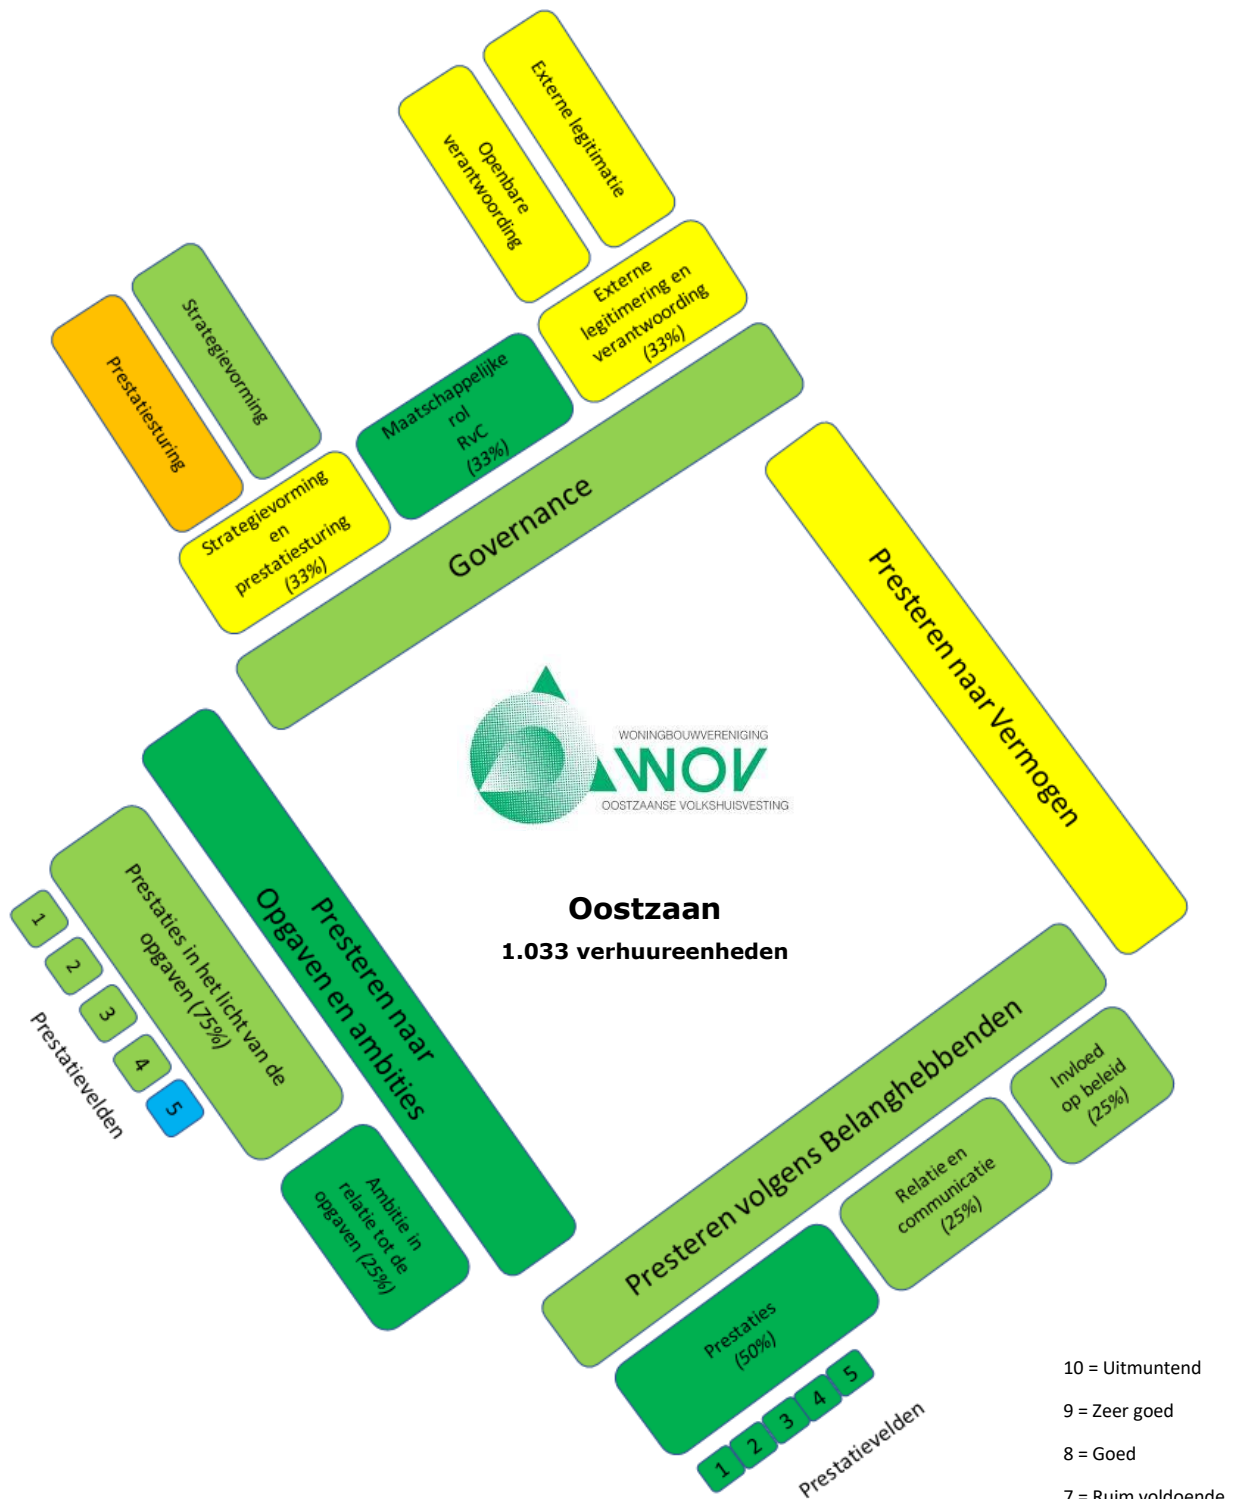 Externe legitimatie
Openbare
verantwoording
Externe
legitimering en
verantwoording
(33%)
Strategievorming
Prestatiesturing
Maatschappelijke
rol
RvC
(33%)
Strategievorming
en
prestatiesturing
(33%)
Governance
Presteren naar Vermogen
WONINGBOUWVERENIGING
WOV
OOSTZAANSE VOLKSHUISVESTING
Oostzaan
1.033 verhuureenheden
Presteren naar
Opgaven en ambities
Prestaties in het licht van de
opgaven (75%)
1
2
3
4
5
Prestatievelden
Ambitie in
relatie tot de
opgaven (25%)
Presteren volgens Belanghebbenden
Invloed
op beleid
(25%)
Relatie en
communicatie
(25%)
Prestaties
(50%)
1
2
3
4
5
Prestatievelden
10 = Uitmuntend
9 = Zeer goed
8 = Goed
7 = Ruim voldoende